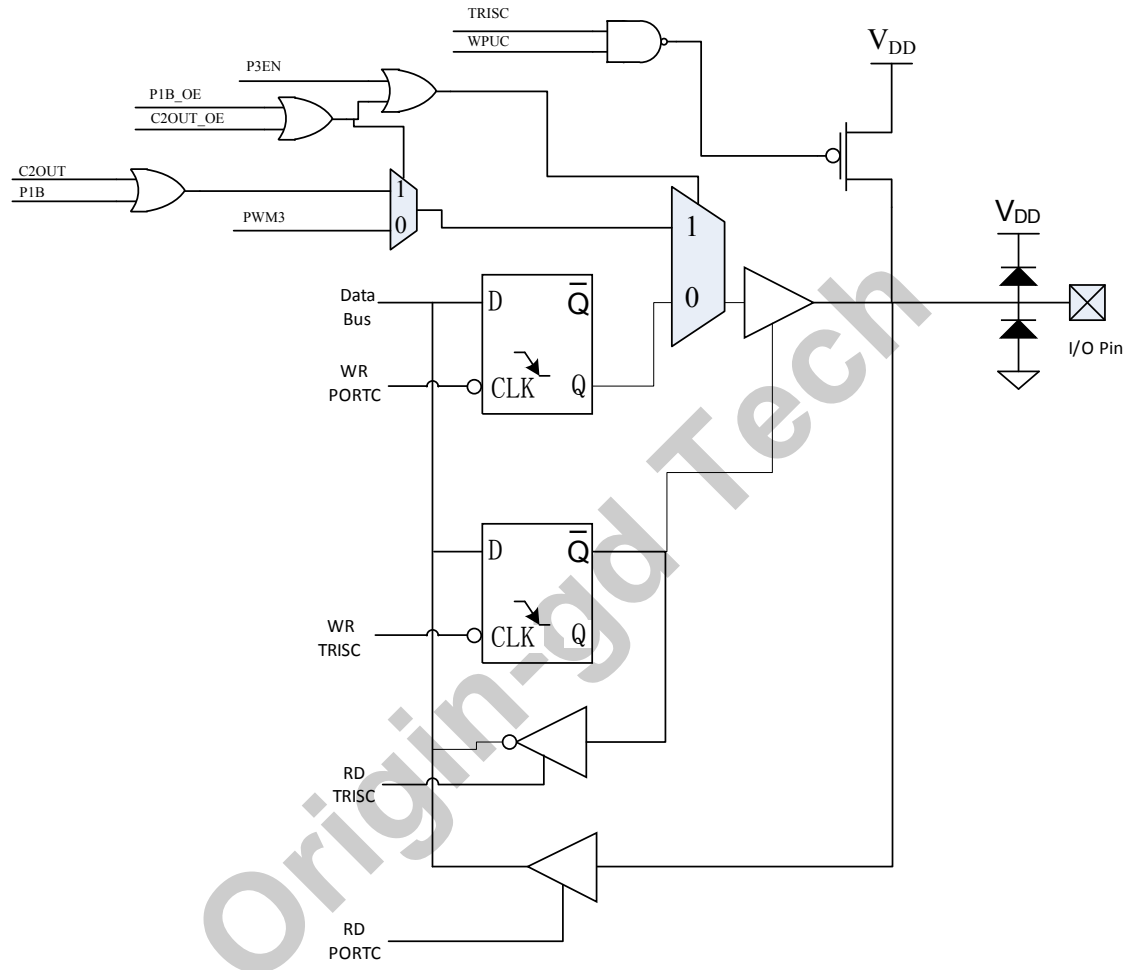 TRISC
WPUC
VDD
P3EN
P1B_OE
C2OUT_OE
C2OUT
P1B
1
0
PWM3
1
0
VDD
I/O Pin
Data
Bus
D
Q̅
WR
PORTC
CLK
Q
D
Q̅
WR
TRISC
CLK
Q
RD
TRISC
RD
PORTC
Origin-gd Tech